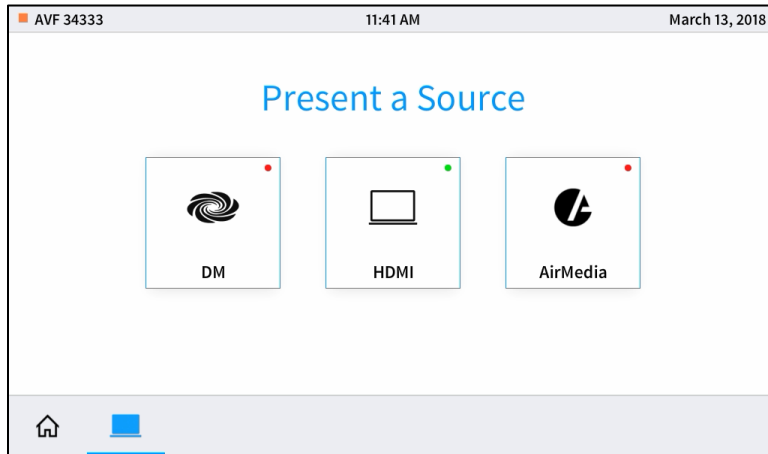 AVF 34333 11:41 AM March 13, 2018
Present a Source
DM HDMI AirMedia